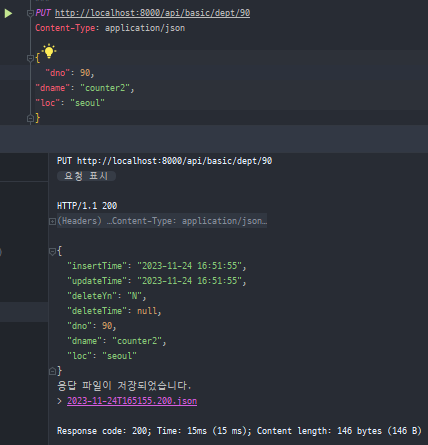 PUT http://localhost:8000/api/basic/dept/90
Content-Type: application/json
{
"dno": 90,
"dname": "counter2",
"loc": "seoul"
}
PUT http://localhost:8000/api/basic/dept/90
요청 표시
HTTP/1.1 200
(Headers) …Content-Type: application/json…
{
"insertTime": "2023-11-24 16:51:55",
"updateTime": "2023-11-24 16:51:55",
"deleteYn": "N",
"deleteTime": null,
"dno": 90,
"dname": "counter2",
"loc": "seoul"
}
응답 파일이 저장되었습니다.
> 2023-11-24T165155.200.json
Response code: 200; Time: 15ms (15 ms); Content length: 146 bytes (146 B)